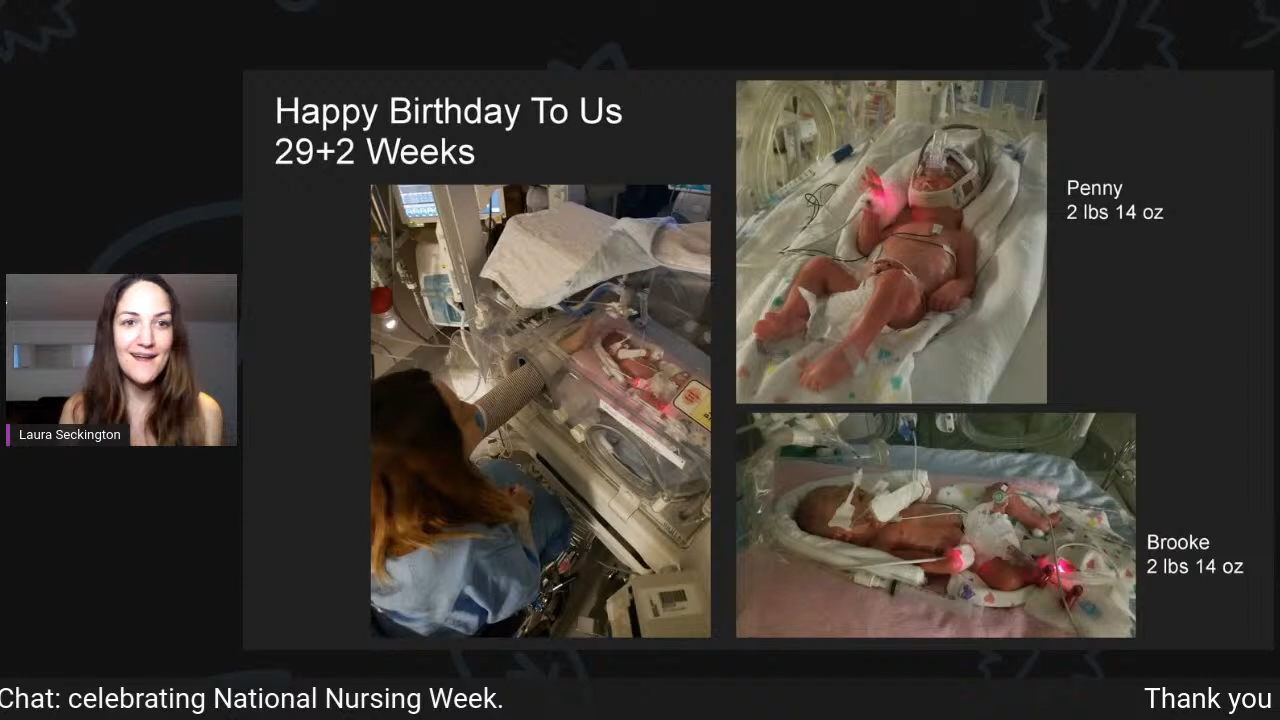 Happy Birthday To Us
29+2 Weeks
Penny
2 lbs 14 oz
Laura Seckington
Brooke
2 lbs 14 oz
Chat: celebrating National Nursing Week.
Thank you